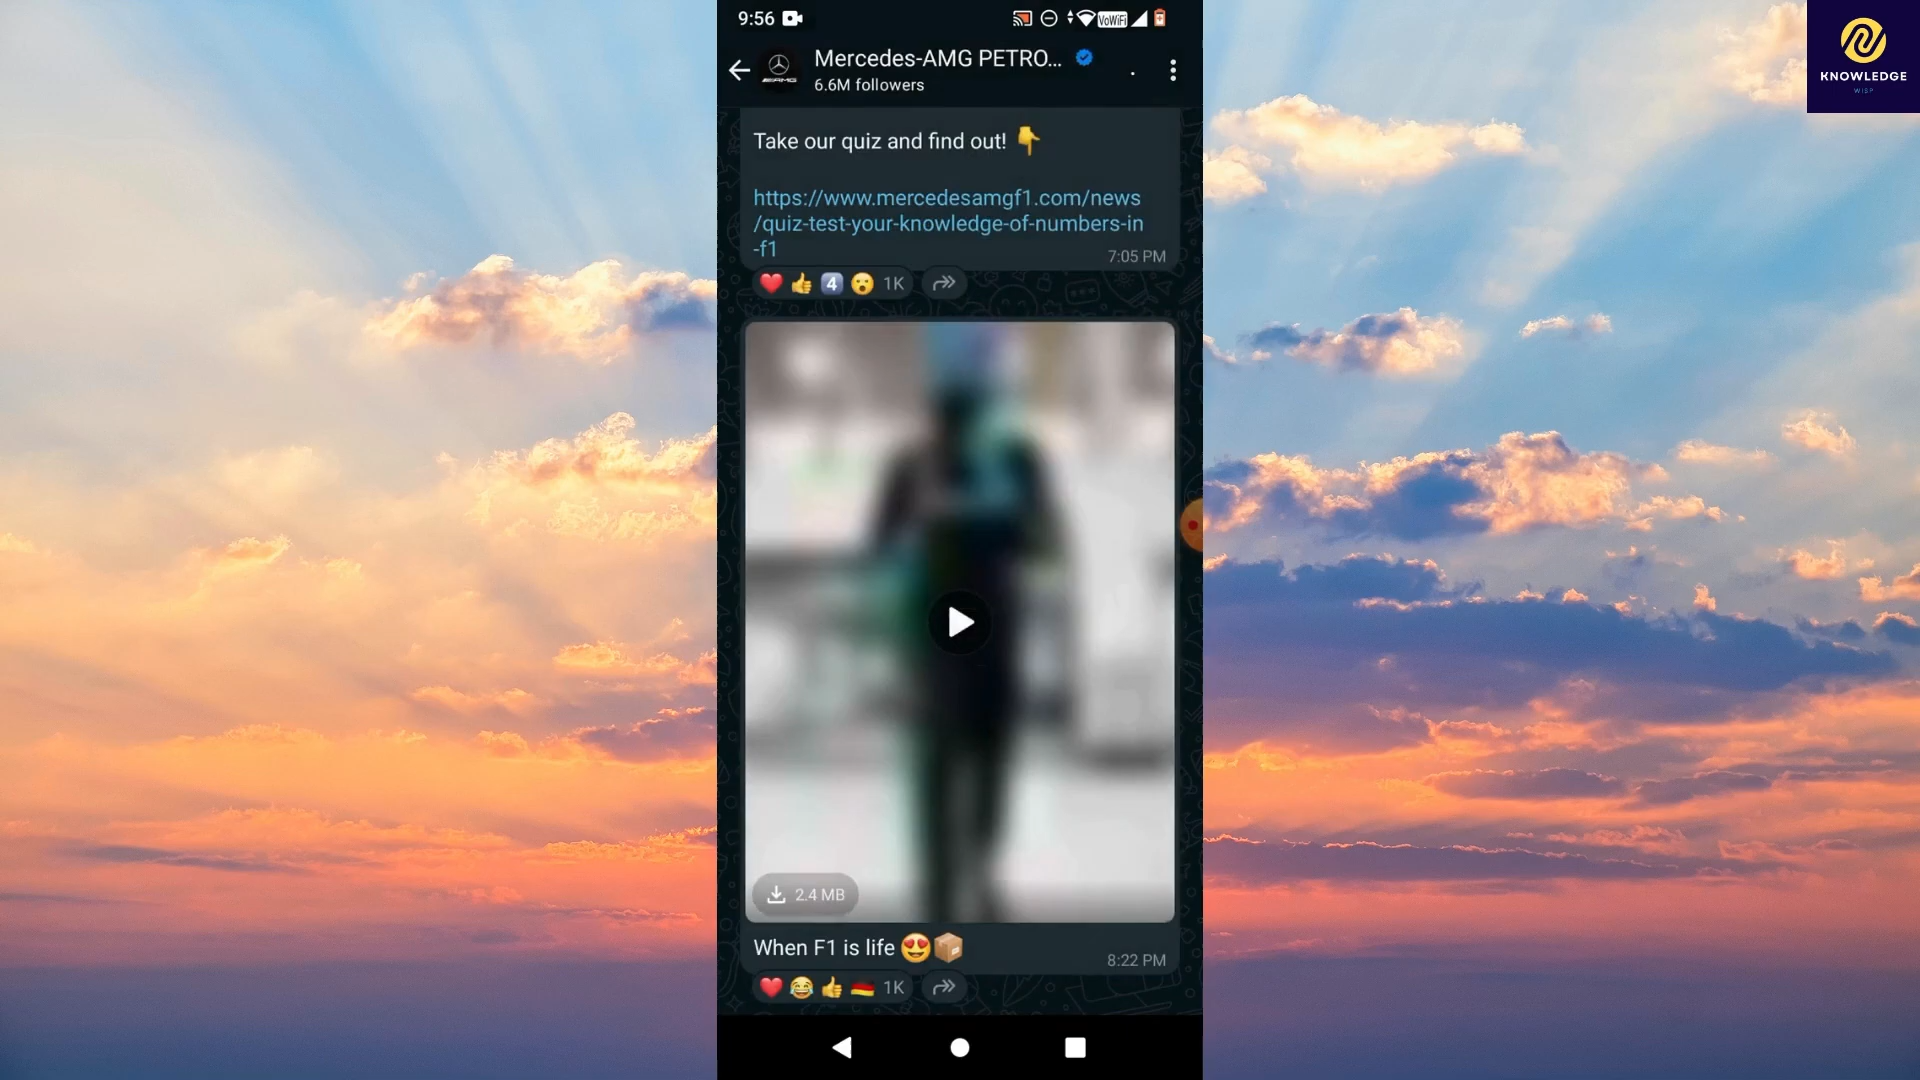 9:56
VoWiFi
KNOWLEDGE
WISP
Mercedes-AMG PETRO...
6.6M followers
Take our quiz and find out! 👇
https://www.mercedesamgf1.com/news
/quiz-test-your-knowledge-of-numbers-in
-f1
7:05 PM
4 1K
2.4 MB
When F1 is life 😍📦
8:22 PM
1K